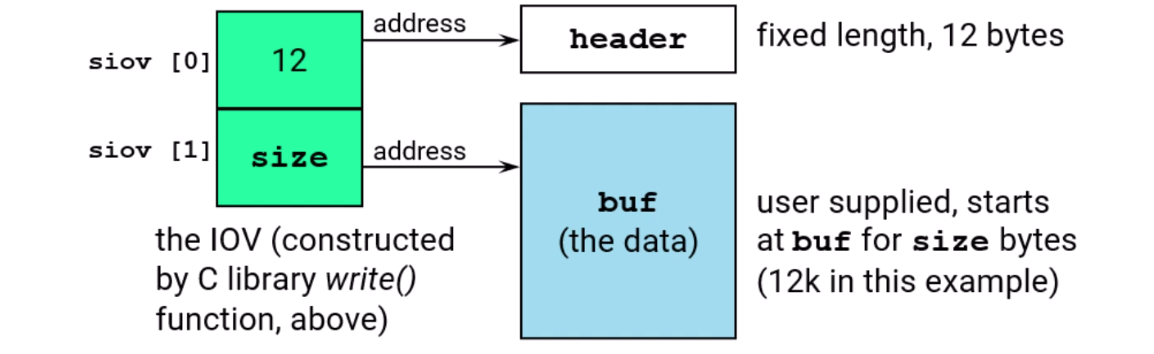 siov [0]
12
address
header
fixed length, 12 bytes
siov [1]
size
address
buf
(the data)
user supplied, starts
at buf for size bytes
(12k in this example)
the IOV (constructed
by C library write()
function, above)